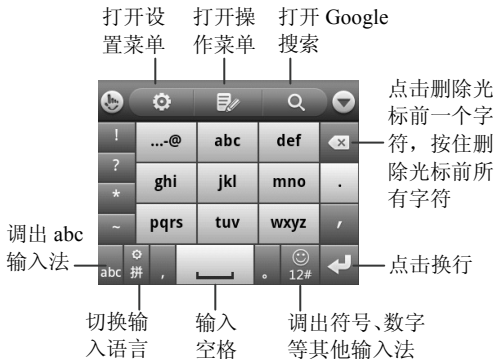 打开设
置菜单
打开操
作菜单
打开 Google
搜索
点击删除光
标前一个字
符，按住删
除光标前所
有字符
! ...-@ abc def
?
ghi jkl mno .
*
~ pqrs tuv wxyz ,
abc 拼 , 。 12#
调出 abc
输入法
点击换行
切换输
入语言
输入
空格
调出符号、数字
等其他输入法